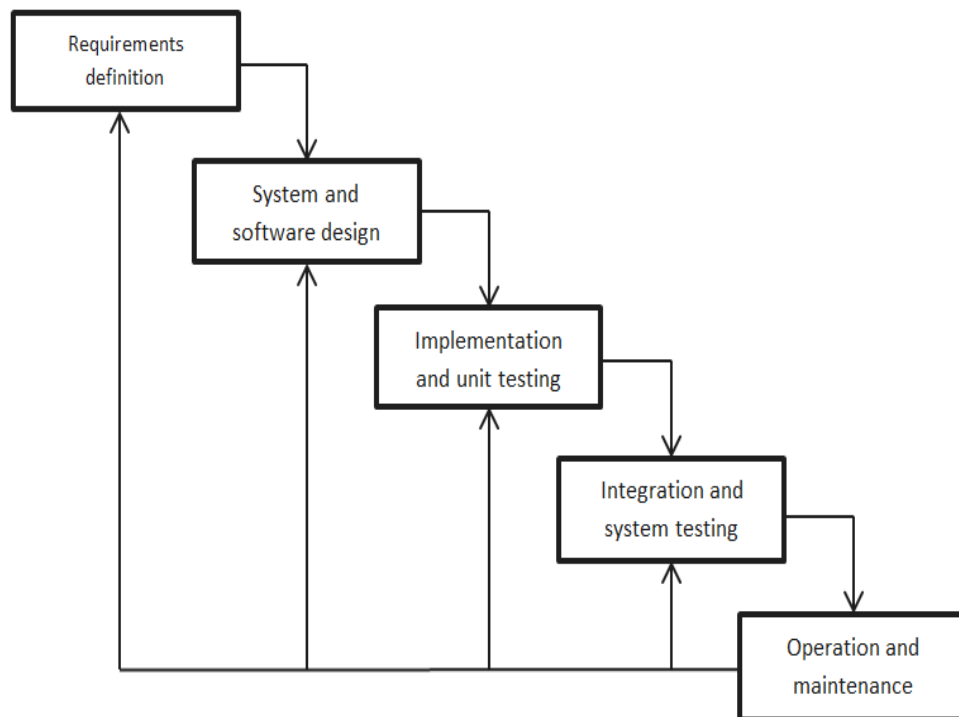 Requirements
definition
System and
software design
Implementation
and unit testing
Integration and
system testing
Operation and
maintenance